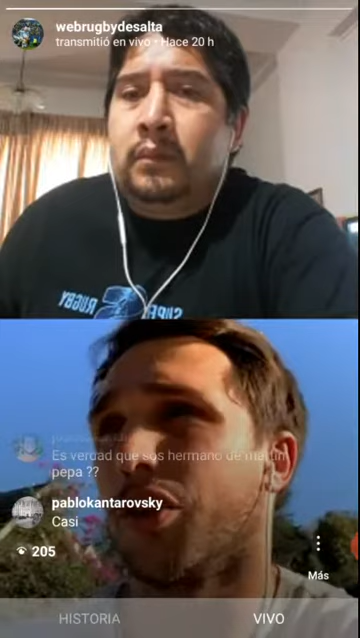 webrugbydesalta
transmitió en vivo • Hace 20 h
SUPER RUGBY
Es verdad que sos hermano de martin
pepa ??
pablokantarovsky
Casi
205
Más
HISTORIA
VIVO